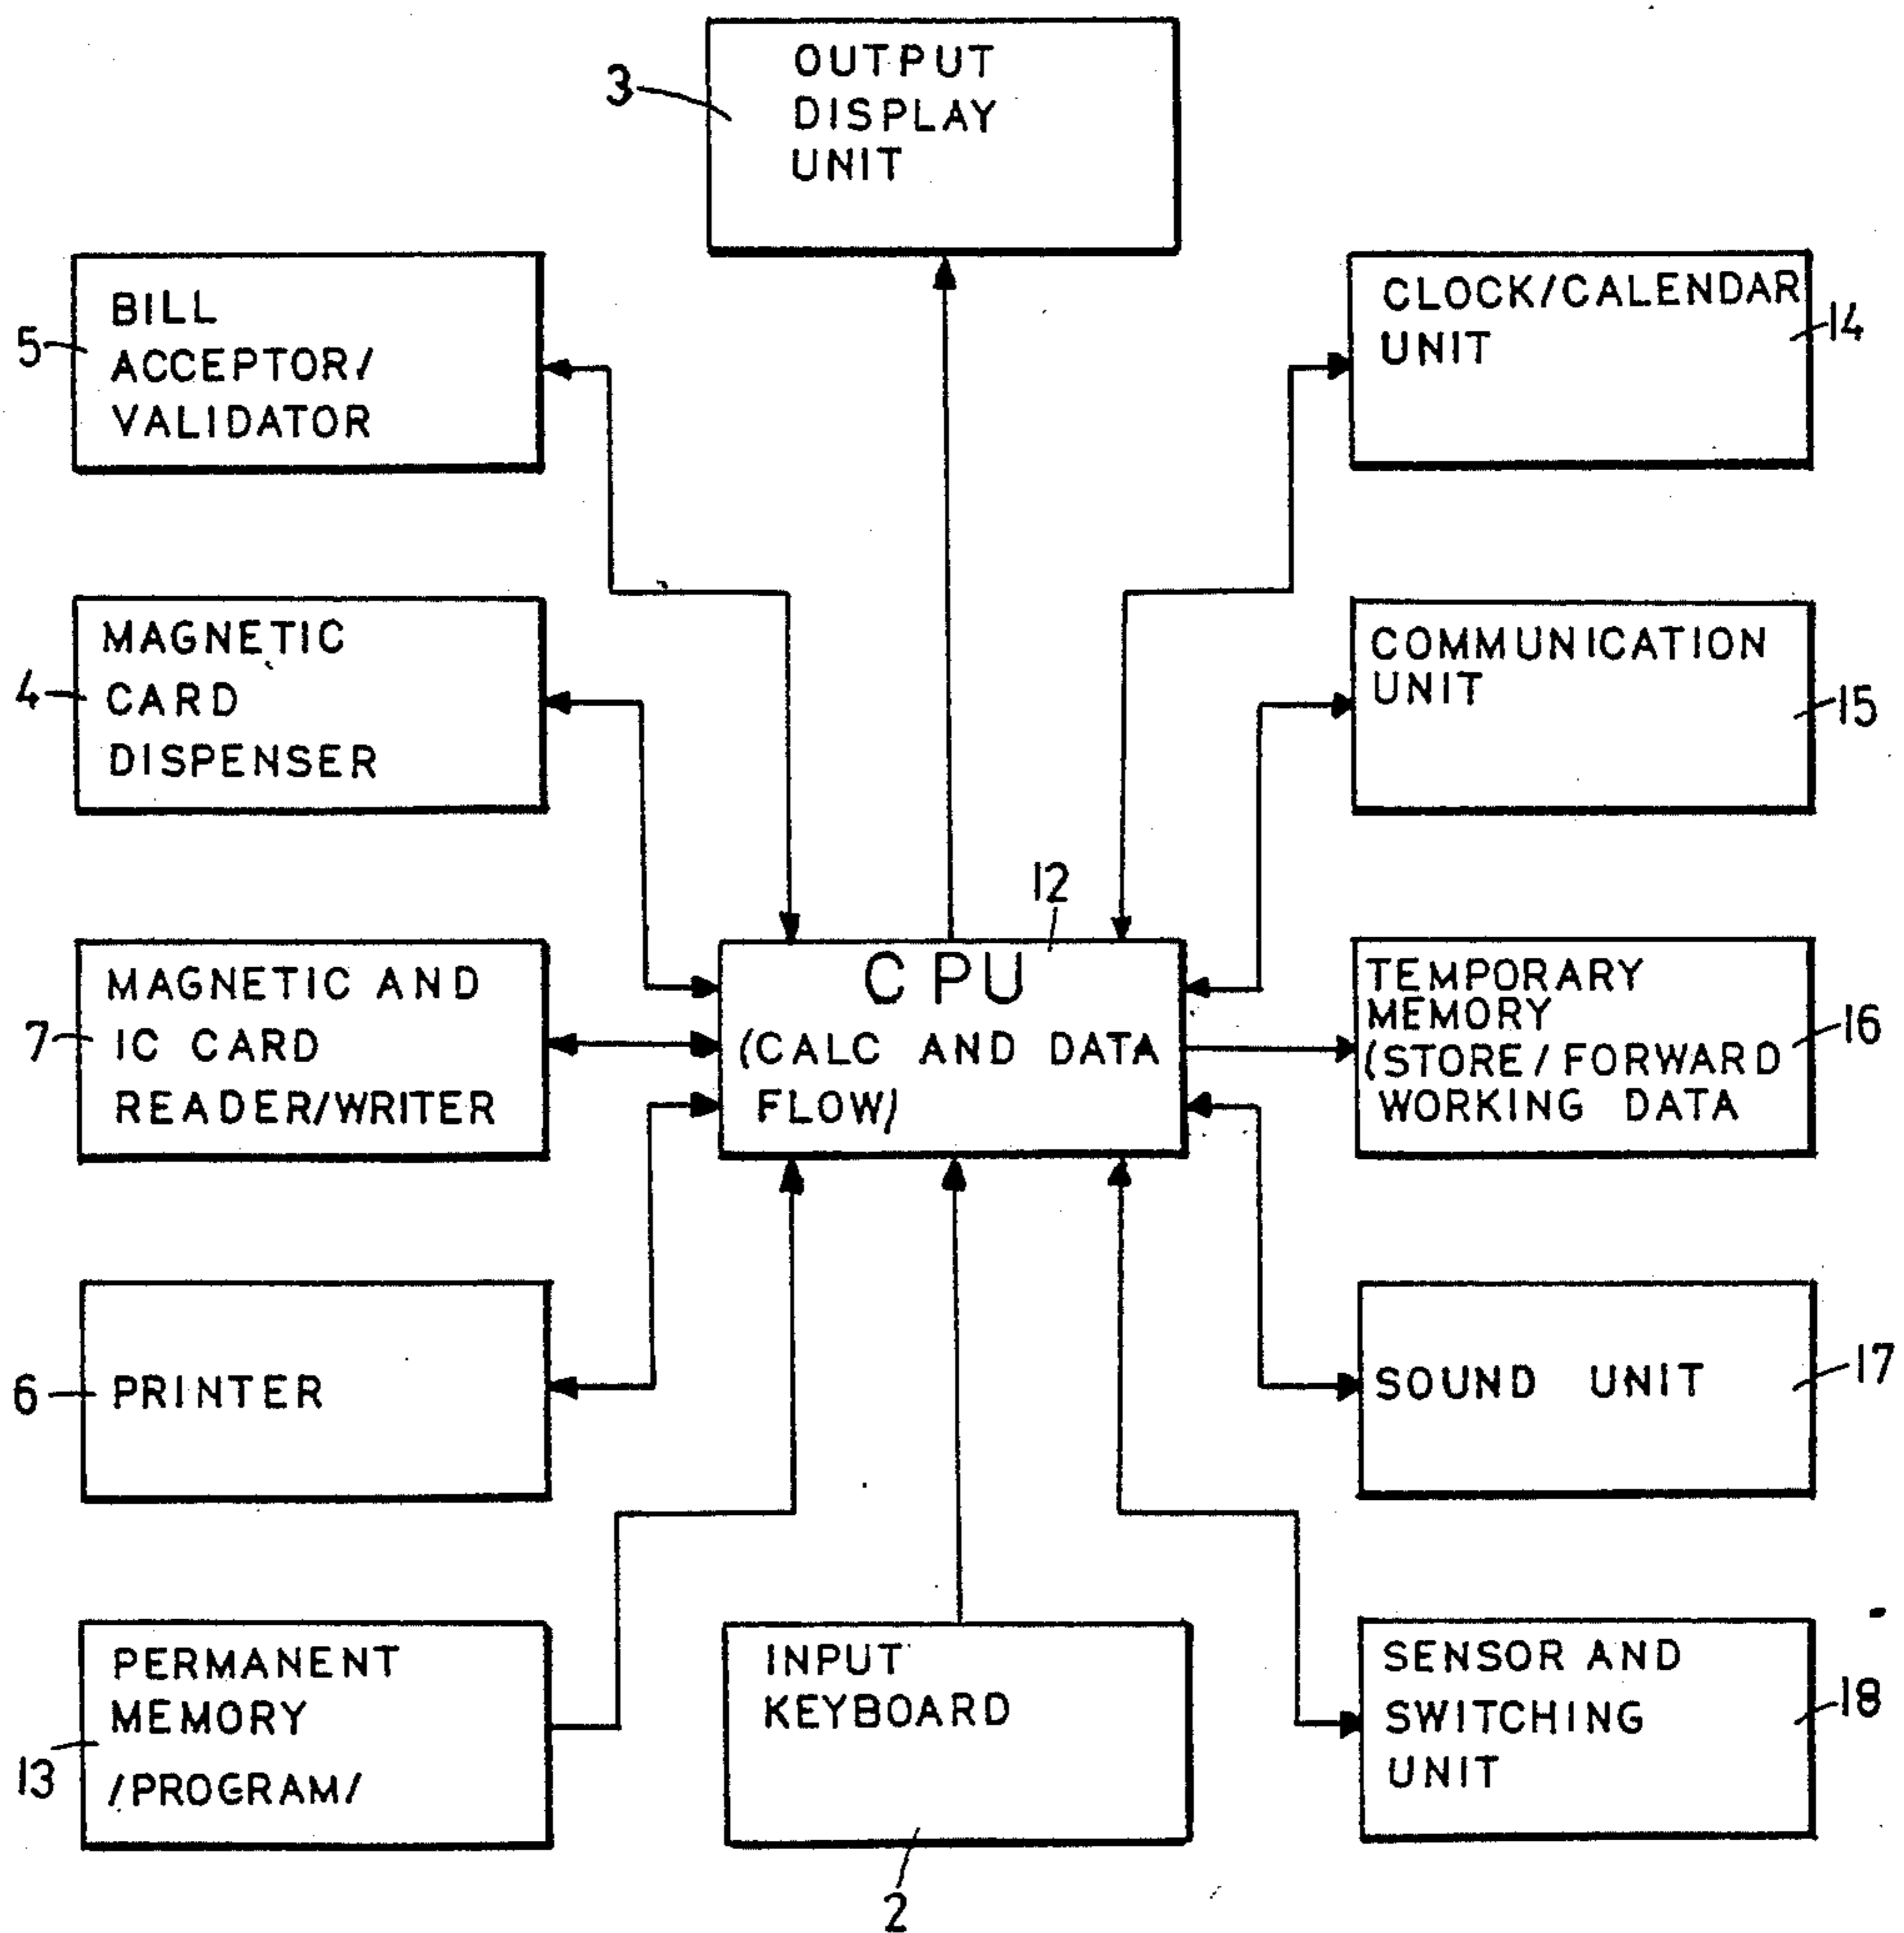 3
OUTPUT
DISPLAY
UNIT
5
BILL
ACCEPTOR/
VALIDATOR
CLOCK/CALENDAR
UNIT
14
4
MAGNETIC
CARD
DISPENSER
COMMUNICATION
UNIT
15
7
MAGNETIC AND
IC CARD
READER/WRITER
12
CPU
(CALC AND DATA
FLOW/
TEMPORARY
MEMORY
(STORE/FORWARD
WORKING DATA
16
6
PRINTER
SOUND UNIT
17
13
PERMANENT
MEMORY
/PROGRAM/
INPUT
KEYBOARD
2
SENSOR AND
SWITCHING
UNIT
18